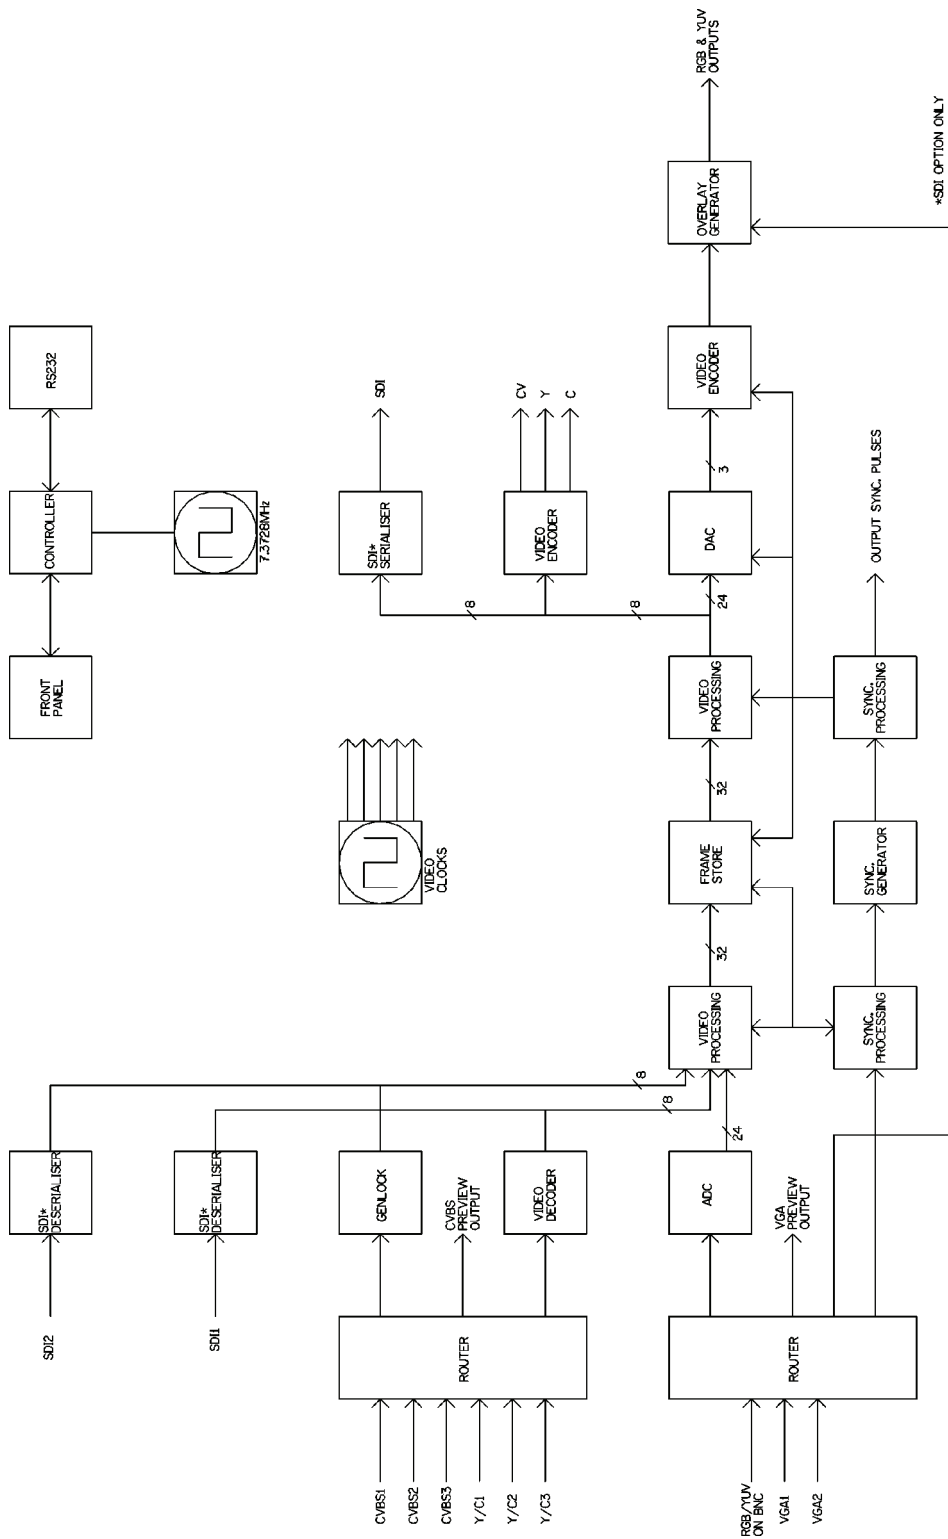 SDI2
SDI1
CVBS1
CVBS2
CVBS3
Y/C1
Y/C2
Y/C3
RGB/YUV
ON BNC
VGA1
VGA2
ROUTER
ROUTER
SDI*
DESERIALISER
SDI*
DESERIALISER
GENLOCK
CVBS
PREVIEW
OUTPUT
VIDEO
DECODER
ADC
VGA
PREVIEW
OUTPUT
8
8
24
VIDEO
PROCESSING
SYNC.
PROCESSING
32
VIDEO
CLOCKS
FRAME
STORE
SYNC.
GENERATOR
32
FRONT
PANEL
VIDEO
PROCESSING
SYNC.
PROCESSING
8
8
24
CONTROLLER
7.3728MHz
SDI*
SERIALISER
VIDEO
ENCODER
DAC
OUTPUT SYNC. PULSES
3
RS232
SDI
CV
Y
C
VIDEO
ENCODER
OVERLAY
GENERATOR
RGB & YUV
OUTPUTS
*SDI OPTION ONLY